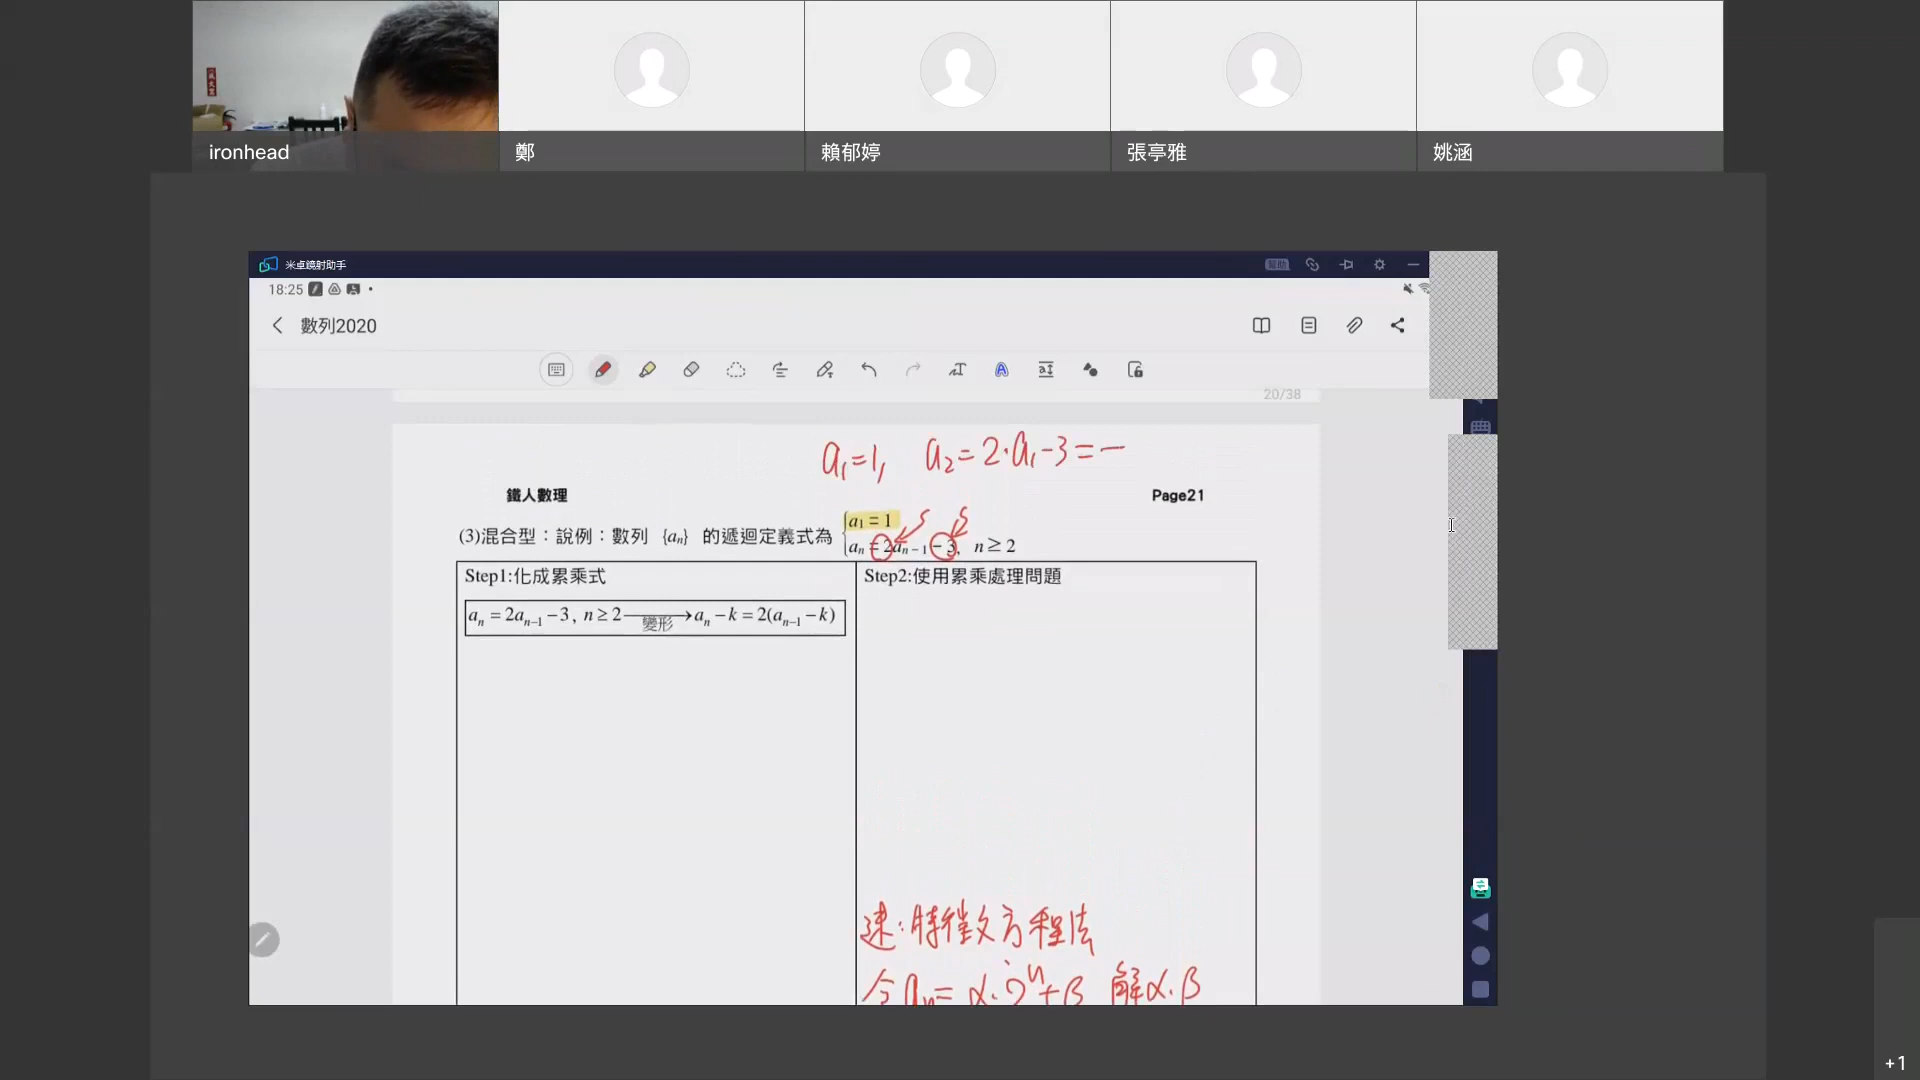 ironhead
鄭
賴郁婷
張亭雅
姚涵
米卓鏡射助手
幫助
18:25
數列2020
20/38
a₁=1, a₂=2·a₁-3=-
鐵人數理
Page21
(3)混合型：說例：數列 {aₙ} 的遞迴定義式為
a₁ = 1
aₙ = 2aₙ₋₁ − 3, n ≥ 2
Step1:化成累乘式
Step2:使用累乘處理問題
aₙ = 2aₙ₋₁ − 3, n ≥ 2 ⟶ aₙ − k = 2(aₙ₋₁ − k)
變形
速:特徵方程法
令 aₙ= α·2ⁿ+β 解α.β
+1